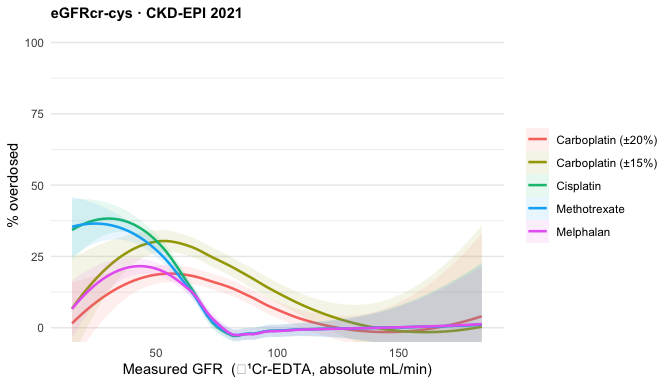 eGFRcr-cys · CKD-EPI 2021
100
75
50
25
0
% overdosed
50
100
150
Measured GFR (□¹Cr-EDTA, absolute mL/min)
Carboplatin (±20%)
Carboplatin (±15%)
Cisplatin
Methotrexate
Melphalan